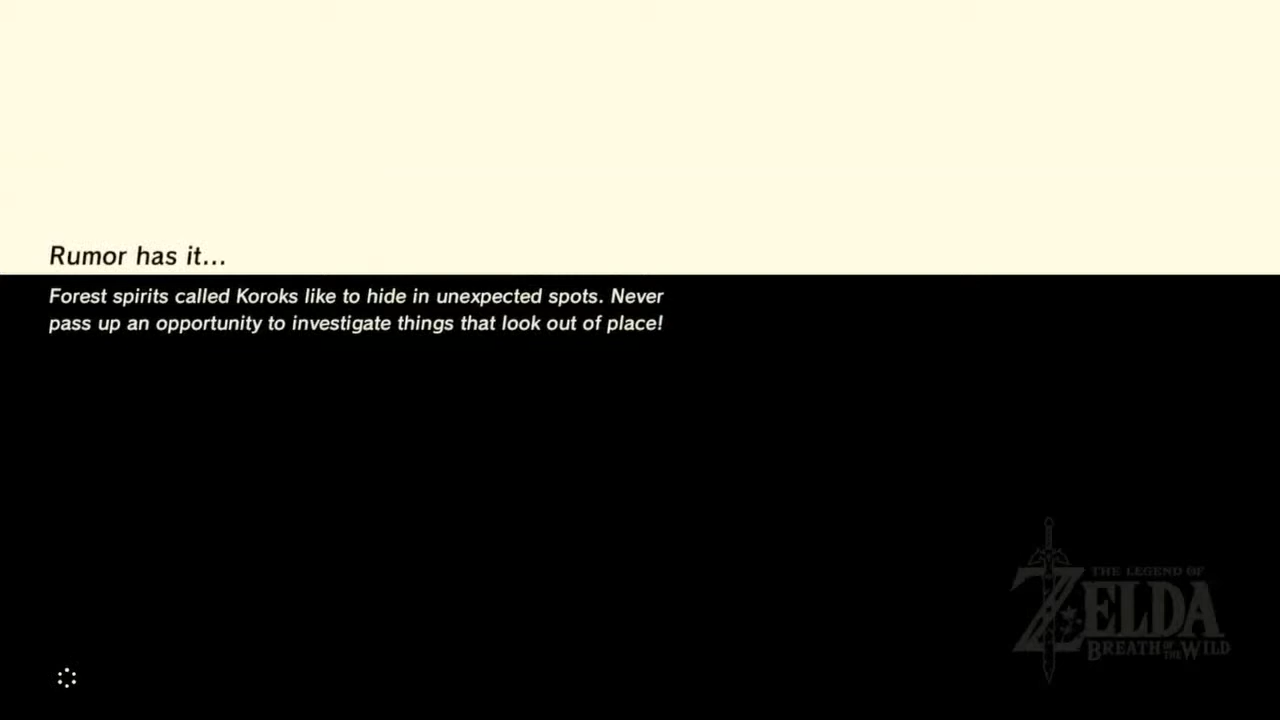 Rumor has it...
Forest spirits called Koroks like to hide in unexpected spots. Never
pass up an opportunity to investigate things that look out of place!
THE LEGEND OF
ZELDA
BREATH OF THE WILD